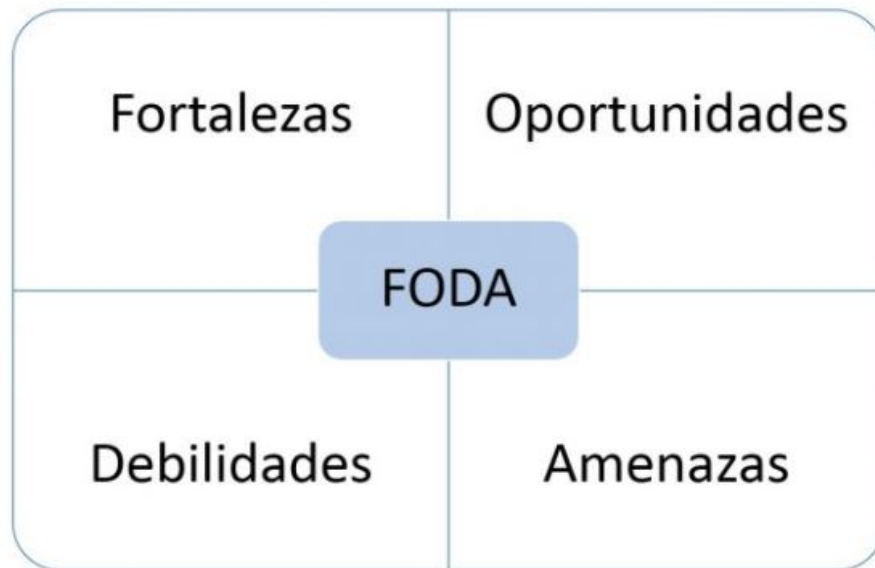 Fortalezas
Oportunidades
FODA
Debilidades
Amenazas